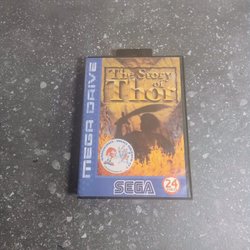 The Story
of
Thor
MEGA DRIVE
SEGA
24